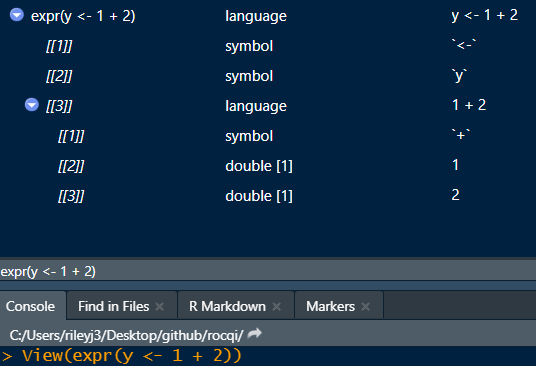 expr(y <- 1 + 2) language y <- 1 + 2
[[1]] symbol `<-`
[[2]] symbol `y`
[[3]] language 1 + 2
[[1]] symbol `+`
[[2]] double [1] 1
[[3]] double [1] 2
expr(y <- 1 + 2)
Console Find in Files × R Markdown × Markers ×
C:/Users/rileyj3/Desktop/github/rocqi/
> View(expr(y <- 1 + 2))